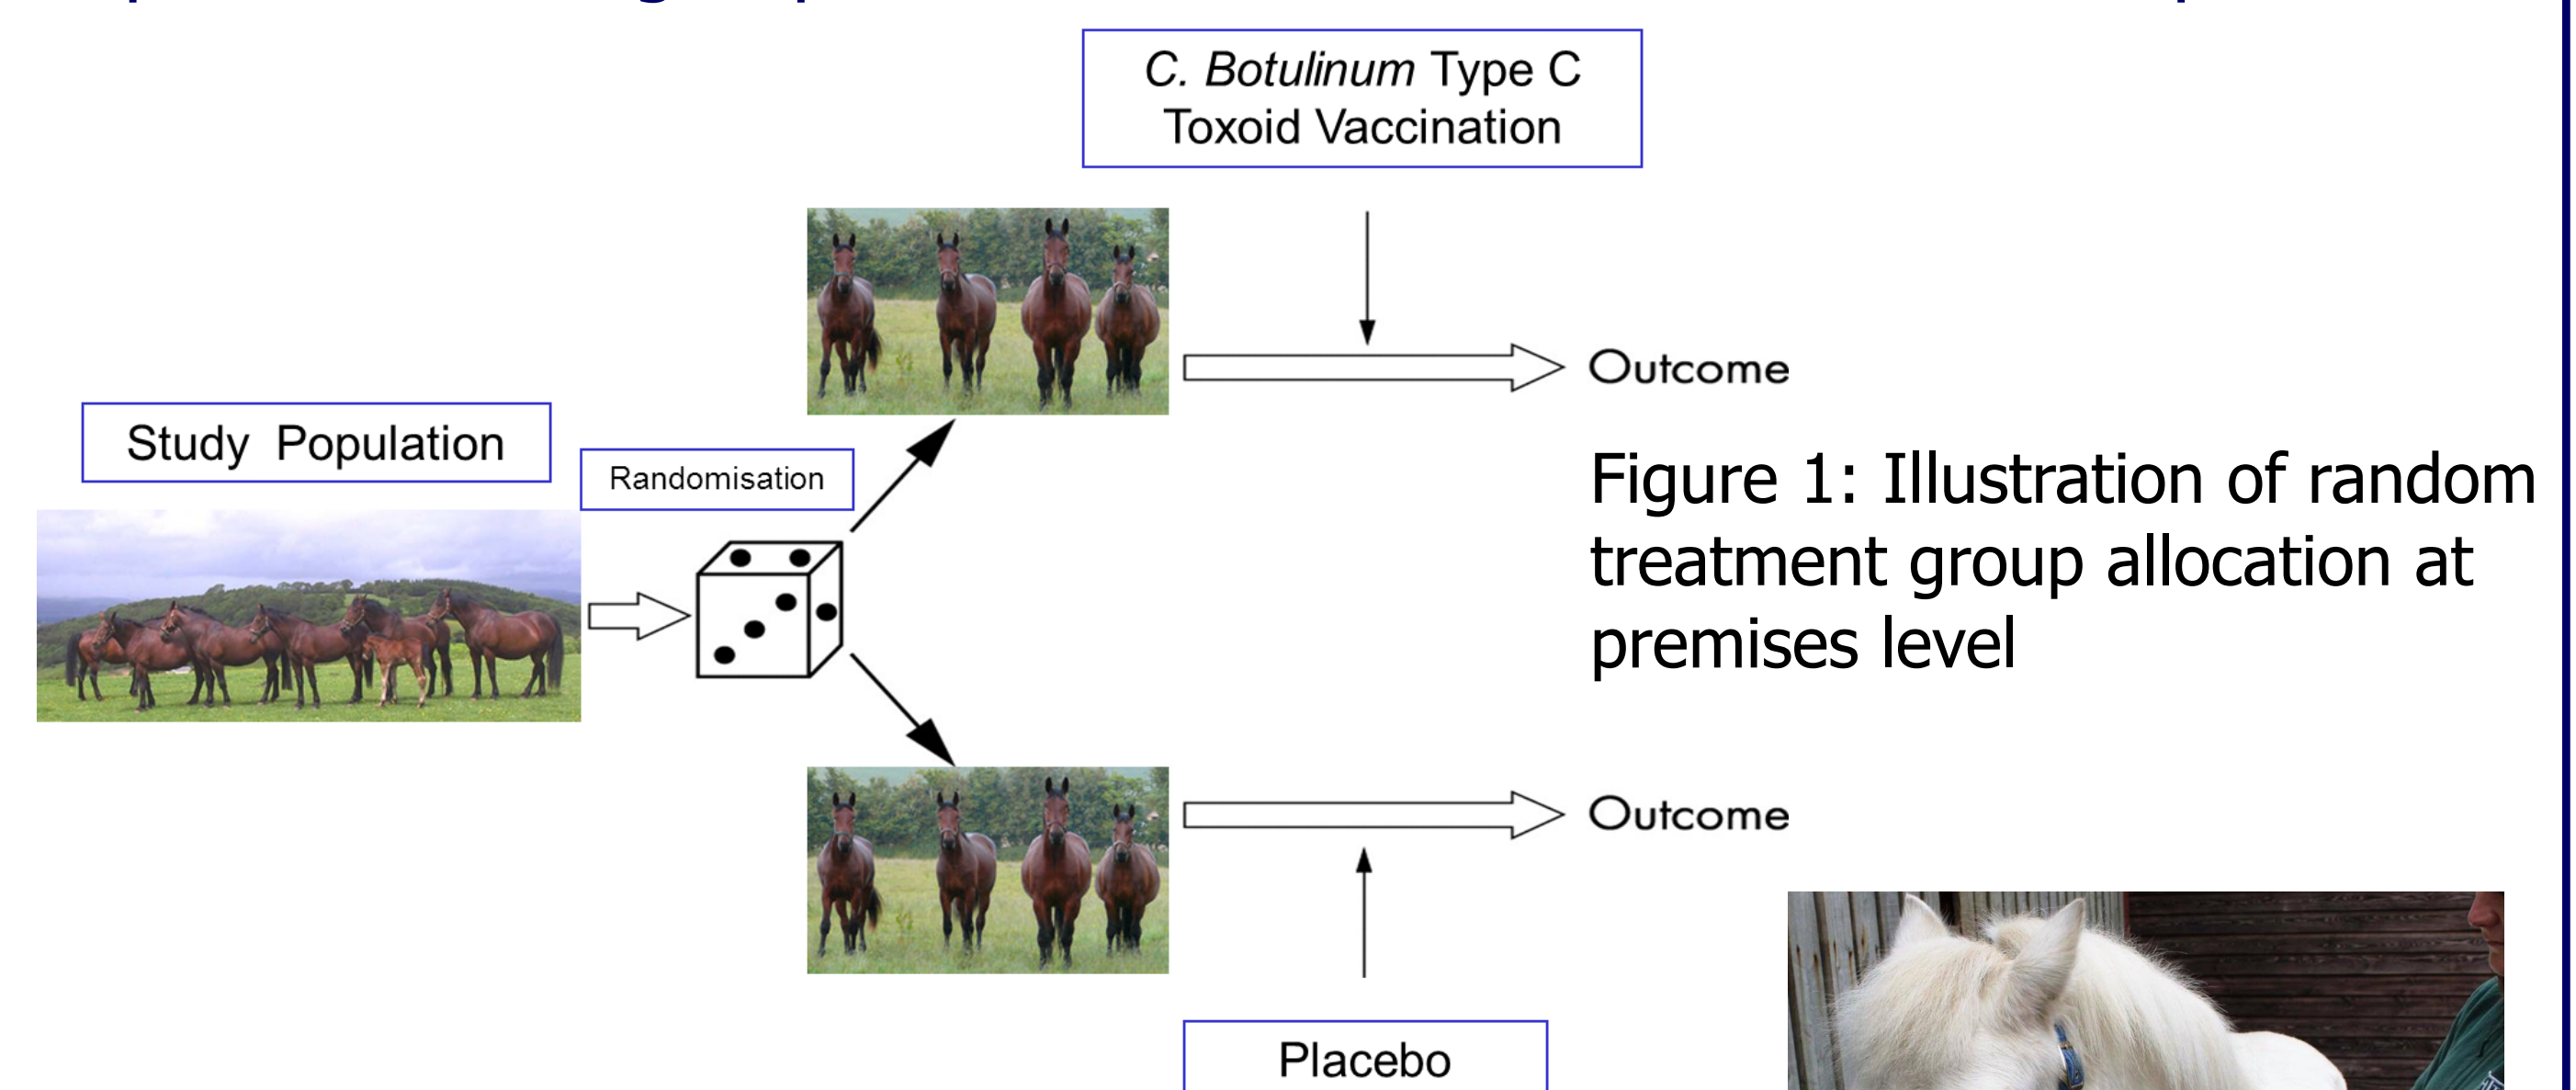 C. Botulinum Type C
Toxoid Vaccination
Outcome
Study  Population
Randomisation
Figure 1: Illustration of random
treatment group allocation at
premises level
Outcome
Placebo